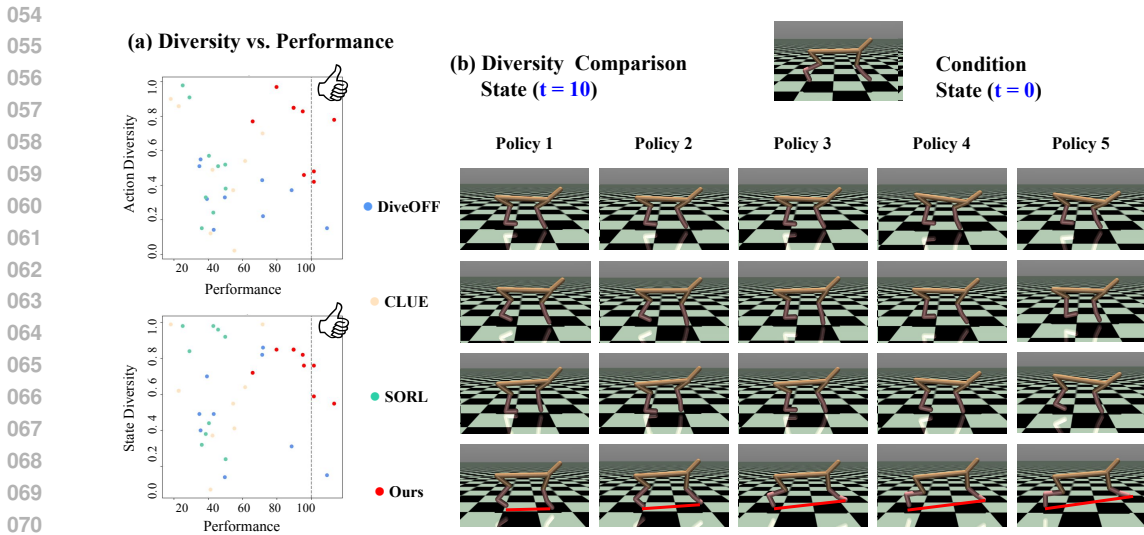 054
055
056
057
058
059
060
061
062
063
064
065
066
067
068
069
070
(a) Diversity vs. Performance
Action Diversity
1.0
0.8
0.6
0.4
0.2
0.0
20 40 60 80 100
Performance
State Diversity
1.0
0.8
0.6
0.4
0.2
0.0
20 40 60 80 100
Performance
DiveOFF
CLUE
SORL
Ours
(b) Diversity Comparison
State (t = 10)
Condition
State (t = 0)
Policy 1 Policy 2 Policy 3 Policy 4 Policy 5